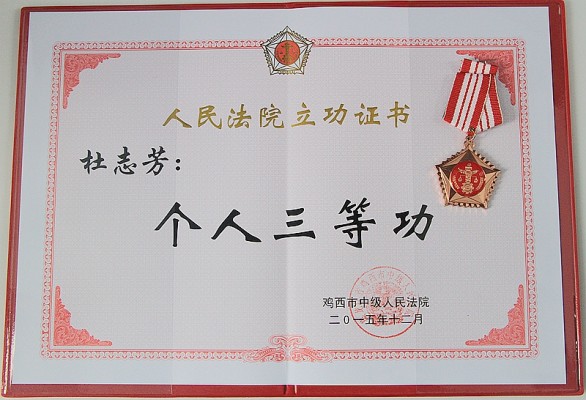 人民法院立功证书
杜志芳：
个人三等功
鸡西市中级人民法院
二〇一五年十二月